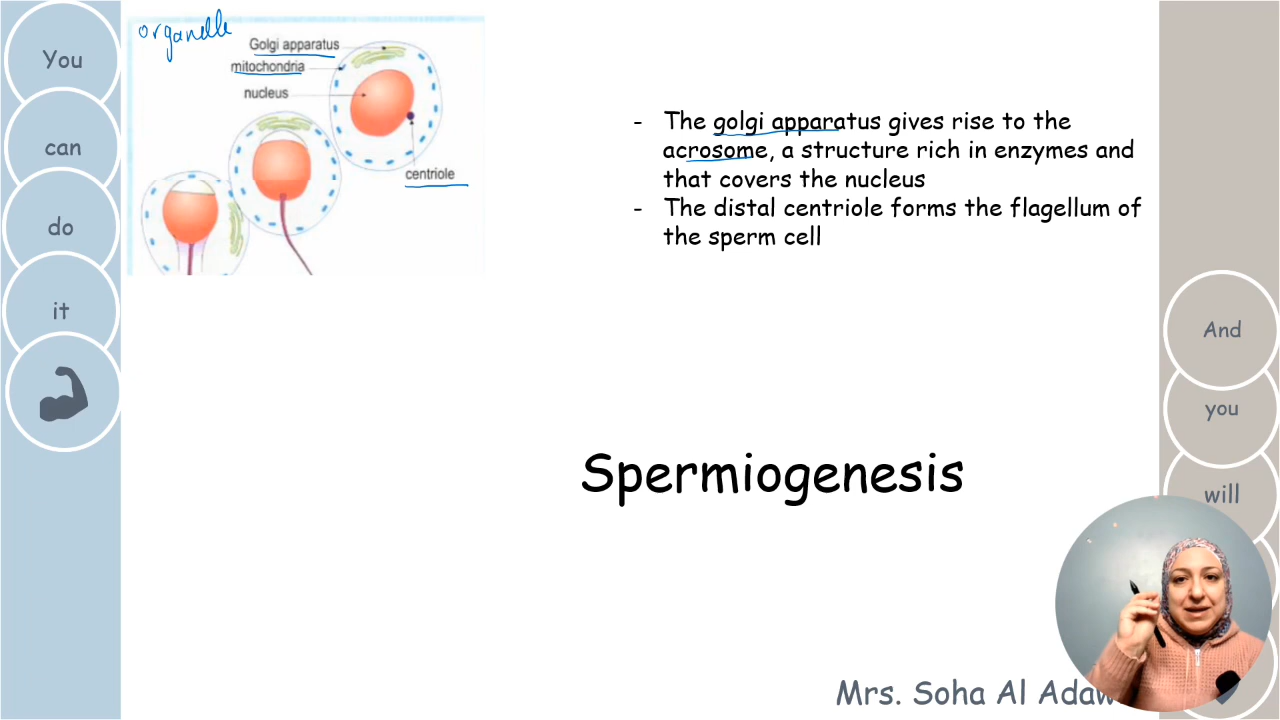 You
can
do
it
organelle
Golgi apparatus
mitochondria
nucleus
centriole
- The golgi apparatus gives rise to the
acrosome, a structure rich in enzymes and
that covers the nucleus
- The distal centriole forms the flagellum of
the sperm cell
Spermiogenesis
And
you
will
Mrs. Soha Al